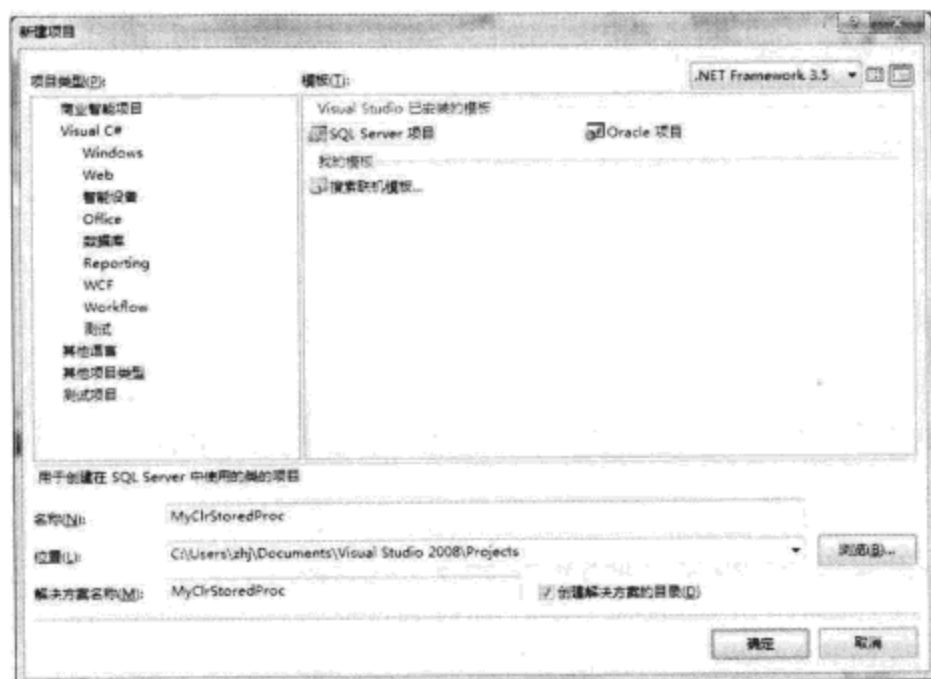 新建项目
项目类型(P):
模板(T):
.NET Framework 3.5
商业智能项目
Visual C#
Windows
Web
智能设备
Office
数据库
Reporting
WCF
Workflow
测试
其他语言
其他项目类型
测试项目
Visual Studio 已安装的模板
SQL Server 项目
Oracle 项目
我的模板
搜索联机模板...
用于创建在 SQL Server 中使用的类的项目
名称(N):
MyClrStoredProc
位置(L):
C:\Users\zhj\Documents\Visual Studio 2008\Projects
浏览(B)...
解决方案名称(M):
MyClrStoredProc
创建解决方案的目录(D)
确定
取消